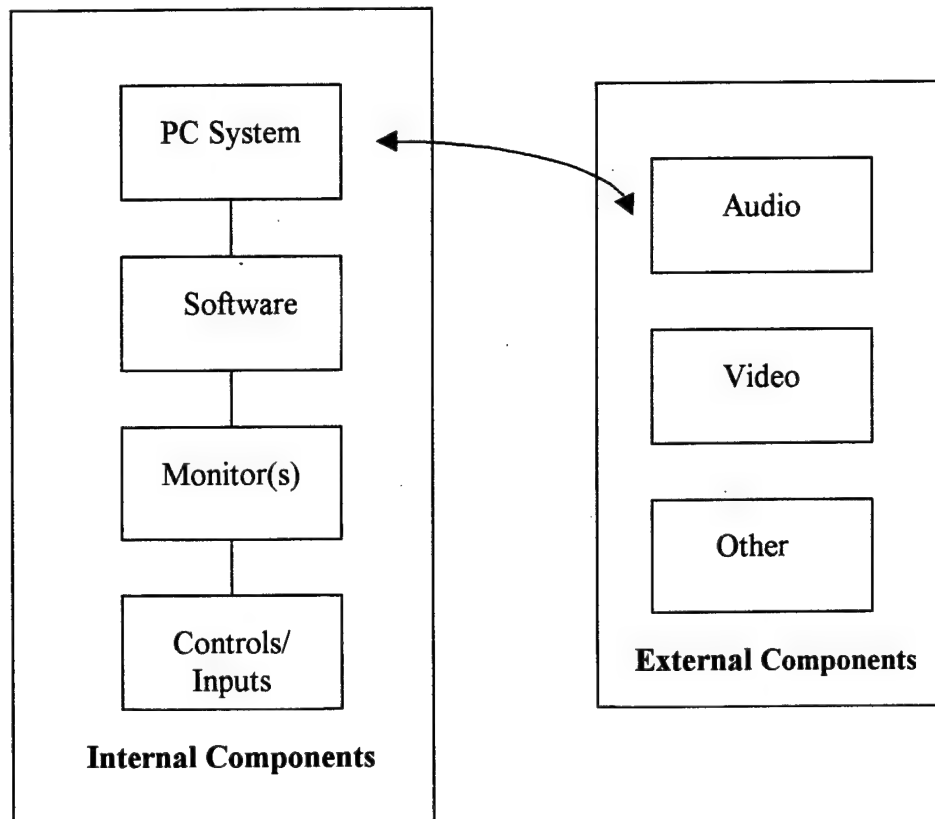 PC System
Software
Monitor(s)
Controls/
Inputs
Internal Components
Audio
Video
Other
External Components